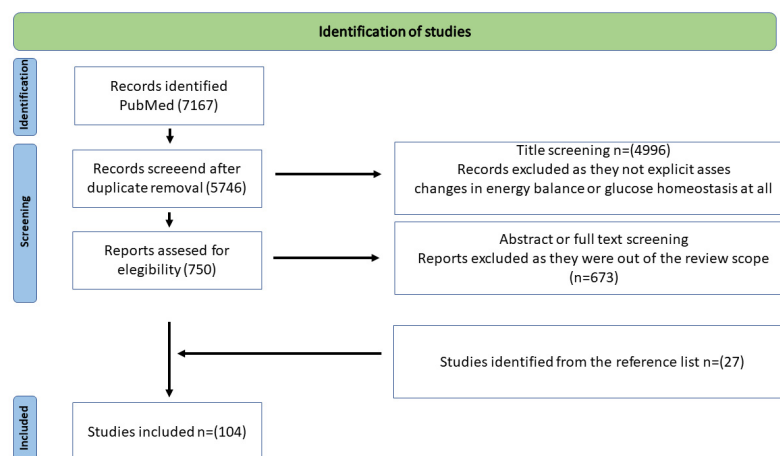 Identification of studies
Identification
Records identified
PubMed (7167)
Screening
Records screeend after
duplicate removal (5746)
Title screening n=(4996)
Records excluded as they not explicit asses
changes in energy balance or glucose homeostasis at all
Reports assesed for
elegibility (750)
Abstract or full text screening
Reports excluded as they were out of the review scope
(n=673)
Studies identified from the reference list n=(27)
Included
Studies included n=(104)